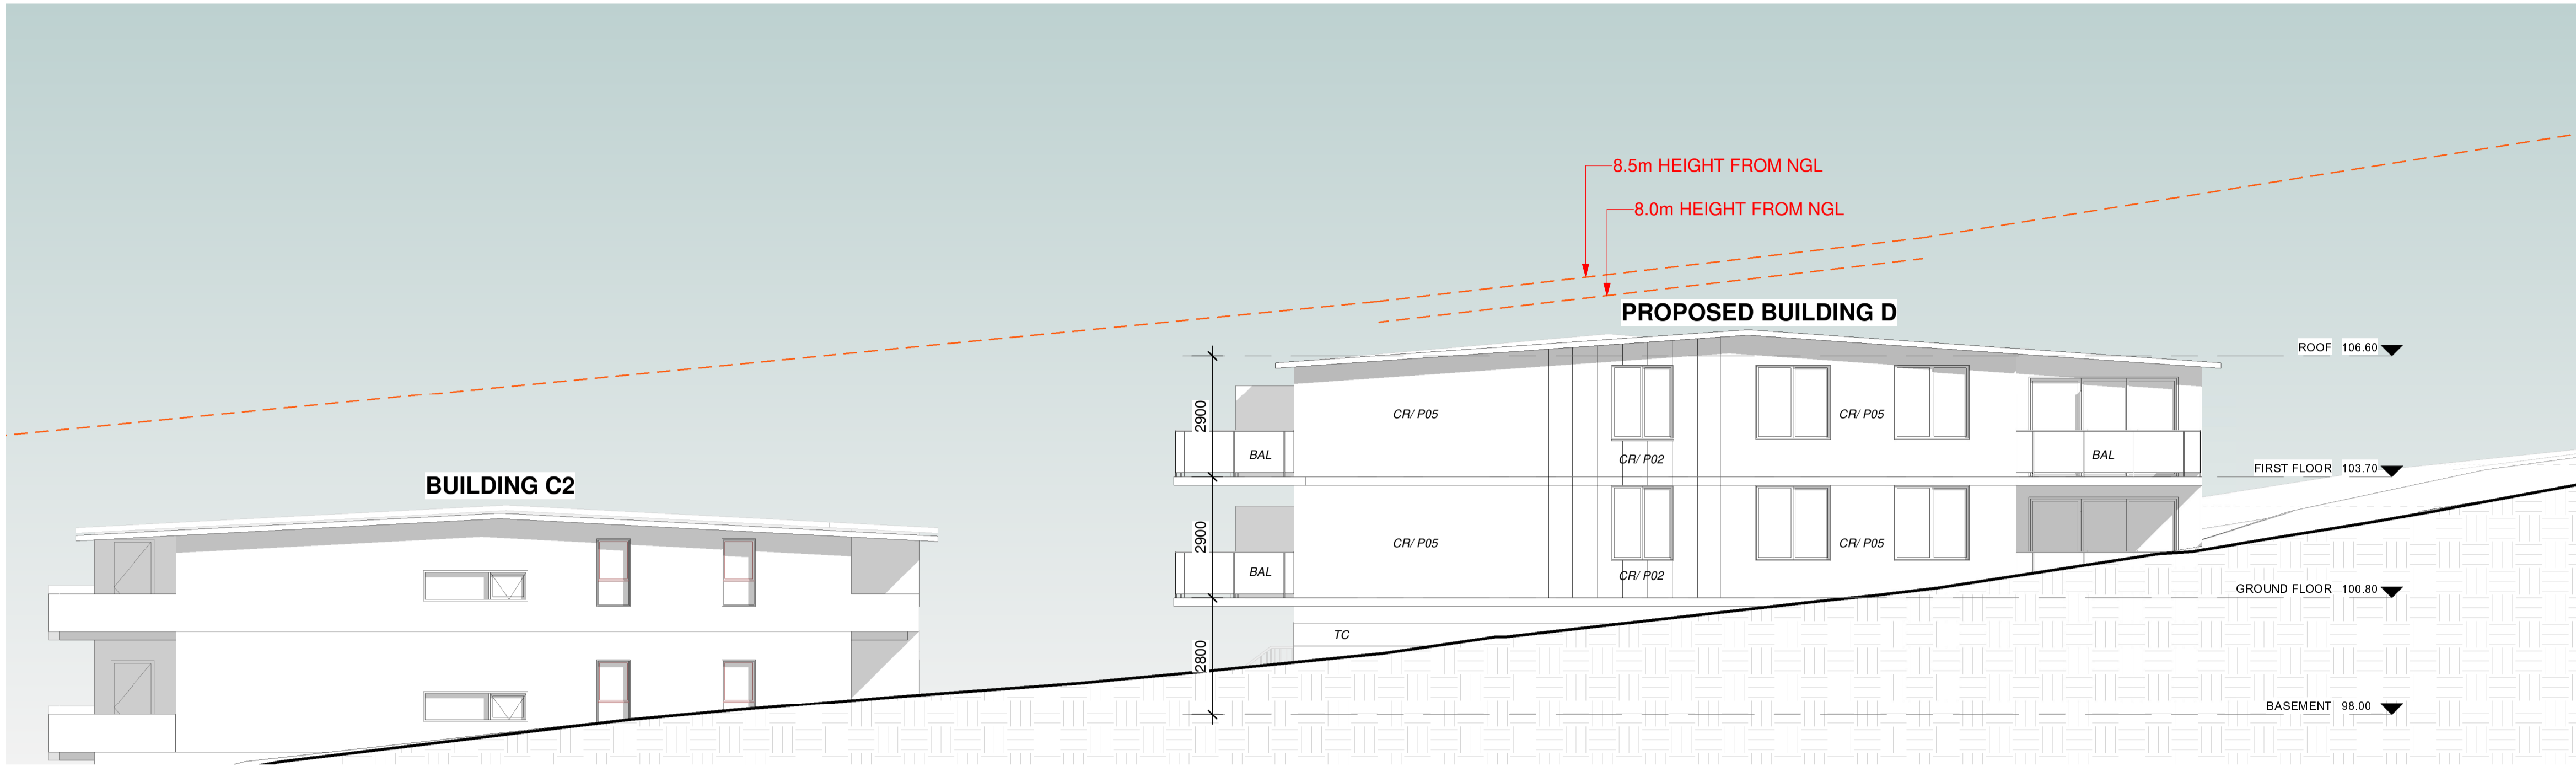 8.5m HEIGHT FROM NGL
8.0m HEIGHT FROM NGL
PROPOSED BUILDING D
ROOF 106.60
2900
CR/ P05
CR/ P05
BAL
CR/ P02
BAL
FIRST FLOOR 103.70
BUILDING C2
2900
CR/ P05
CR/ P05
BAL
CR/ P02
GROUND FLOOR 100.80
TC
2800
BASEMENT 98.00